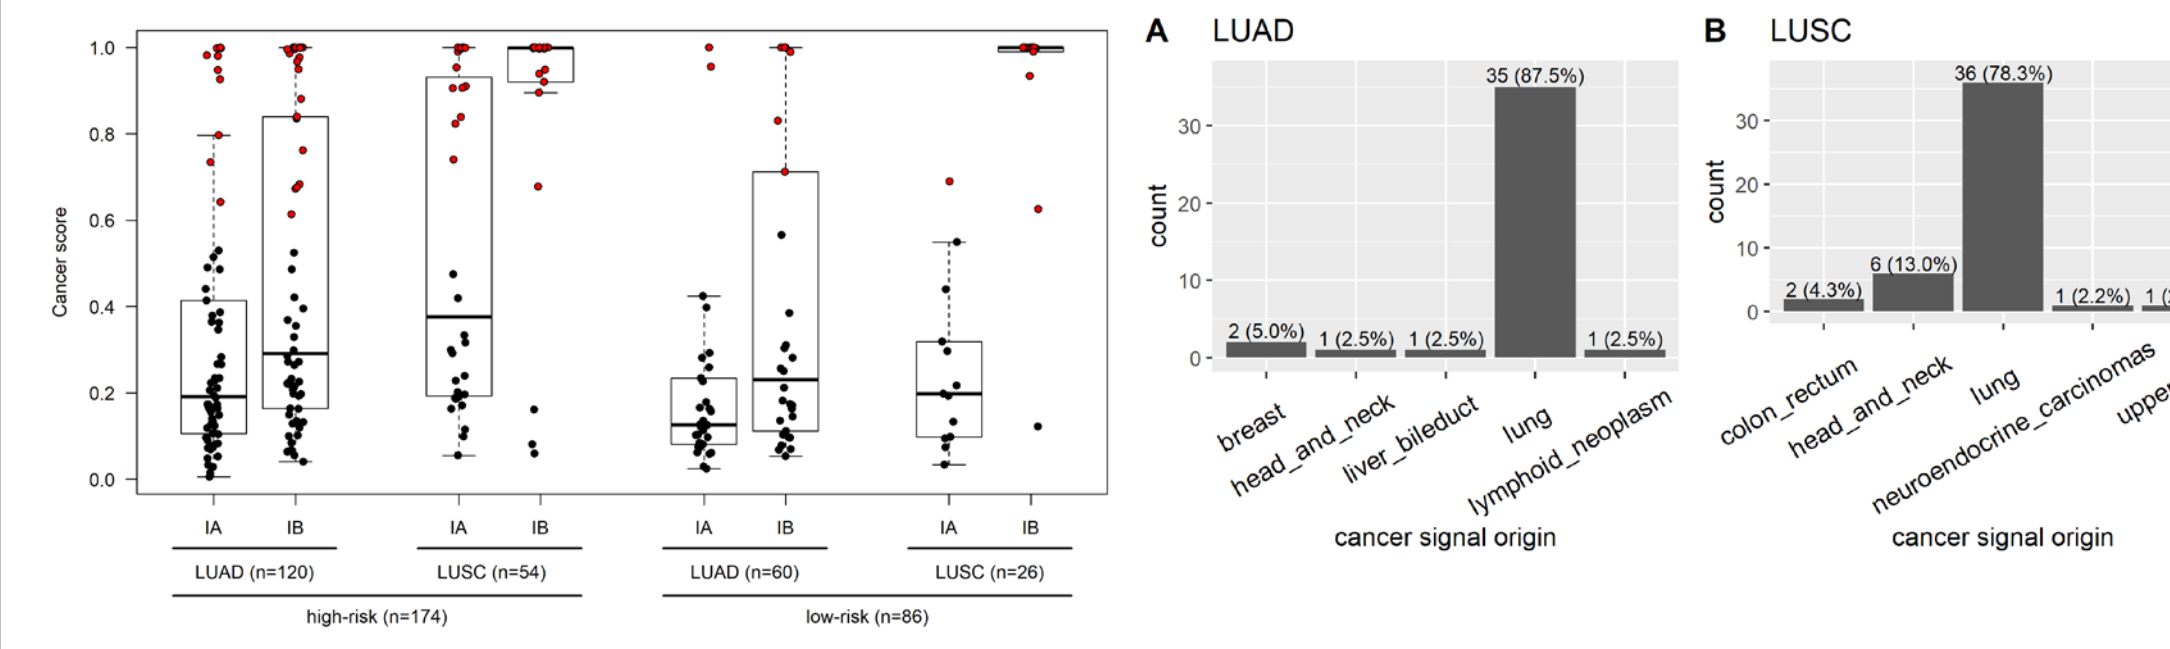 Cancer score
1.0
0.8
0.6
0.4
0.2
0.0
IA IB IA IB IA IB IA IB
LUAD (n=120) LUSC (n=54) LUAD (n=60) LUSC (n=26)
high-risk (n=174) low-risk (n=86)
A LUAD
count
30
20
10
0
2 (5.0%) 1 (2.5%) 1 (2.5%) 35 (87.5%) 1 (2.5%)
breast
head_and_neck
liver_bileduct
lung
lymphoid_neoplasm
cancer signal origin
B LUSC
count
30
20
10
0
2 (4.3%) 6 (13.0%) 36 (78.3%) 1 (2.2%) 1
colon_rectum
head_and_neck
lung
neuroendocrine_carcinomas
upper
cancer signal origin